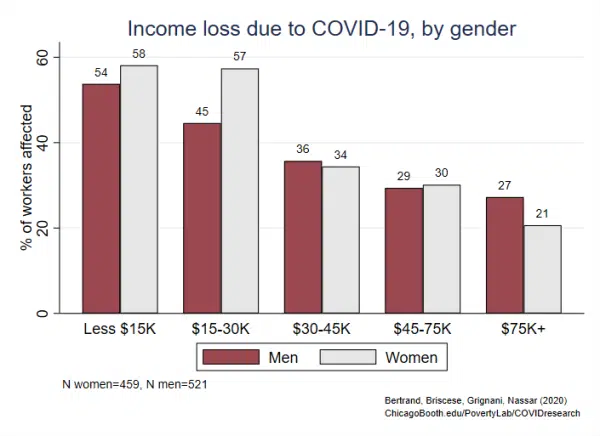 Income loss due to COVID-19, by gender
% of workers affected
60
40
20
0
54
58
45
57
36
34
29
30
27
21
Less $15K
$15-30K
$30-45K
$45-75K
$75K+
Men
Women
N women=459, N men=521
Bertrand, Briscese, Grignani, Nassar (2020)
ChicagoBooth.edu/PovertyLab/COVIDresearch